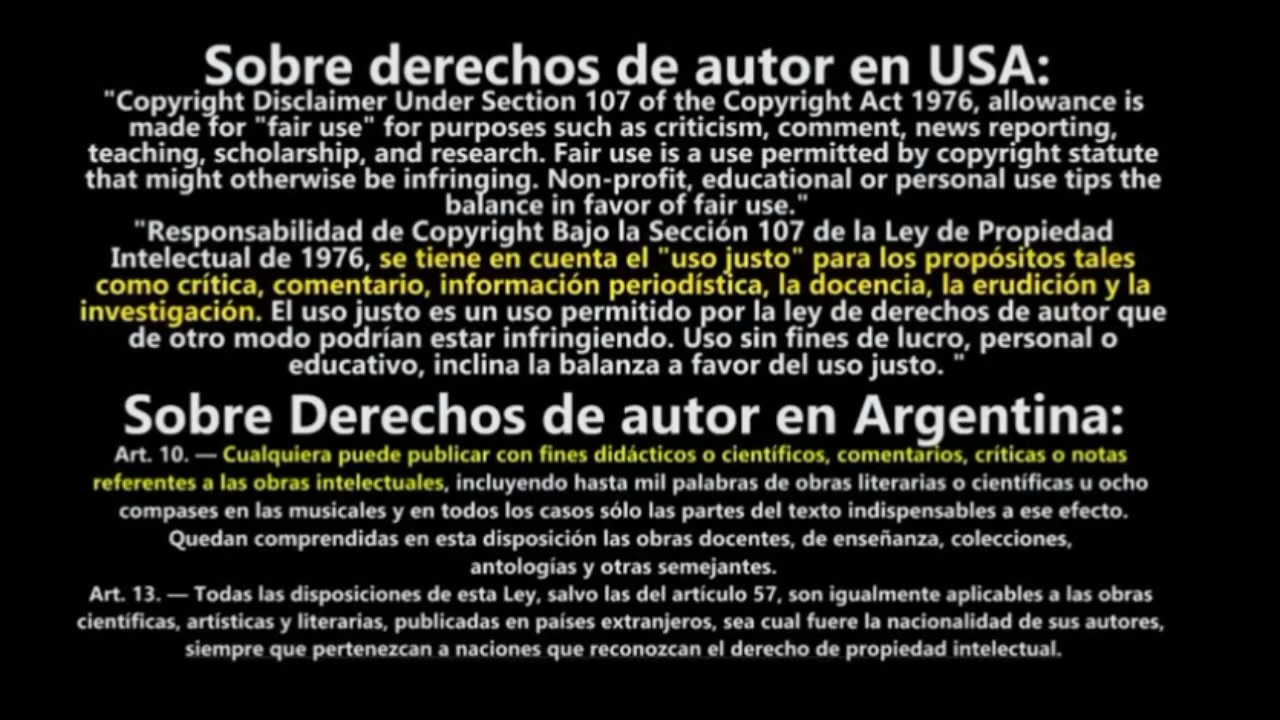 Sobre derechos de autor en USA:
"Copyright Disclaimer Under Section 107 of the Copyright Act 1976, allowance is
made for "fair use" for purposes such as criticism, comment, news reporting,
teaching, scholarship, and research. Fair use is a use permitted by copyright statute
that might otherwise be infringing. Non-profit, educational or personal use tips the
balance in favor of fair use."
"Responsabilidad de Copyright Bajo la Sección 107 de la Ley de Propiedad
Intelectual de 1976, se tiene en cuenta el "uso justo" para los propósitos tales
como crítica, comentario, información periodística, la docencia, la erudición y la
investigación. El uso justo es un uso permitido por la ley de derechos de autor que
de otro modo podrían estar infringiendo. Uso sin fines de lucro, personal o
educativo, inclina la balanza a favor del uso justo. "
Sobre Derechos de autor en Argentina:
Art. 10. — Cualquiera puede publicar con fines didácticos o científicos, comentarios, críticas o notas
referentes a las obras intelectuales, incluyendo hasta mil palabras de obras literarias o científicas u ocho
compases en las musicales y en todos los casos sólo las partes del texto indispensables a ese efecto.
Quedan comprendidas en esta disposición las obras docentes, de enseñanza, colecciones,
antologías y otras semejantes.
Art. 13. — Todas las disposiciones de esta Ley, salvo las del artículo 57, son igualmente aplicables a las obras
científicas, artísticas y literarias, publicadas en países extranjeros, sea cual fuere la nacionalidad de sus autores,
siempre que pertenezcan a naciones que reconozcan el derecho de propiedad intelectual.